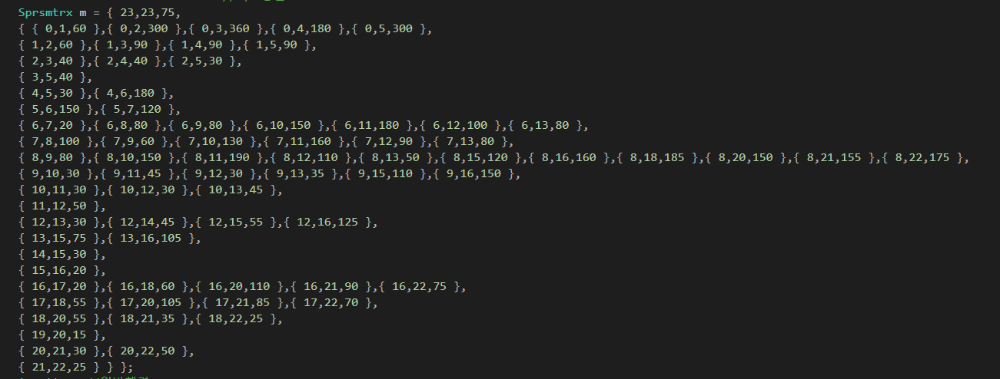 Sprsmtrx m = { 23,23,75,
{ { 0,1,60 },{ 0,2,300 },{ 0,3,360 },{ 0,4,180 },{ 0,5,300 },
{ 1,2,60 },{ 1,3,90 },{ 1,4,90 },{ 1,5,90 },
{ 2,3,40 },{ 2,4,40 },{ 2,5,30 },
{ 3,5,40 },
{ 4,5,30 },{ 4,6,180 },
{ 5,6,150 },{ 5,7,120 },
{ 6,7,20 },{ 6,8,80 },{ 6,9,80 },{ 6,10,150 },{ 6,11,180 },{ 6,12,100 },{ 6,13,80 },
{ 7,8,100 },{ 7,9,60 },{ 7,10,130 },{ 7,11,160 },{ 7,12,90 },{ 7,13,80 },
{ 8,9,80 },{ 8,10,150 },{ 8,11,190 },{ 8,12,110 },{ 8,13,50 },{ 8,15,120 },{ 8,16,160 },{ 8,18,185 },{ 8,20,150 },{ 8,21,155 },{ 8,22,175 },
{ 9,10,30 },{ 9,11,45 },{ 9,12,30 },{ 9,13,35 },{ 9,15,110 },{ 9,16,150 },
{ 10,11,30 },{ 10,12,30 },{ 10,13,45 },
{ 11,12,50 },
{ 12,13,30 },{ 12,14,45 },{ 12,15,55 },{ 12,16,125 },
{ 13,15,75 },{ 13,16,105 },
{ 14,15,30 },
{ 15,16,20 },
{ 16,17,20 },{ 16,18,60 },{ 16,20,110 },{ 16,21,90 },{ 16,22,75 },
{ 17,18,55 },{ 17,20,105 },{ 17,21,85 },{ 17,22,70 },
{ 18,20,55 },{ 18,21,35 },{ 18,22,25 },
{ 19,20,15 },
{ 20,21,30 },{ 20,22,50 },
{ 21,22,25 } } };